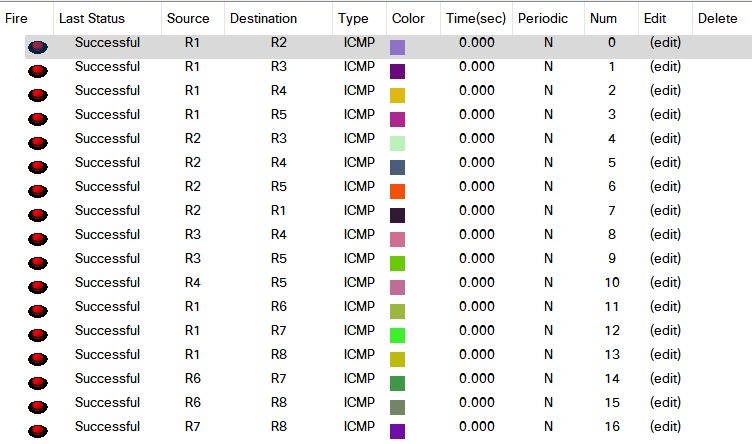 Fire Last Status Source Destination Type Color Time(sec) Periodic Num Edit Delete
Successful R1 R2 ICMP 0.000 N 0 (edit)
Successful R1 R3 ICMP 0.000 N 1 (edit)
Successful R1 R4 ICMP 0.000 N 2 (edit)
Successful R1 R5 ICMP 0.000 N 3 (edit)
Successful R2 R3 ICMP 0.000 N 4 (edit)
Successful R2 R4 ICMP 0.000 N 5 (edit)
Successful R2 R5 ICMP 0.000 N 6 (edit)
Successful R2 R1 ICMP 0.000 N 7 (edit)
Successful R3 R4 ICMP 0.000 N 8 (edit)
Successful R3 R5 ICMP 0.000 N 9 (edit)
Successful R4 R5 ICMP 0.000 N 10 (edit)
Successful R1 R6 ICMP 0.000 N 11 (edit)
Successful R1 R7 ICMP 0.000 N 12 (edit)
Successful R1 R8 ICMP 0.000 N 13 (edit)
Successful R6 R7 ICMP 0.000 N 14 (edit)
Successful R6 R8 ICMP 0.000 N 15 (edit)
Successful R7 R8 ICMP 0.000 N 16 (edit)